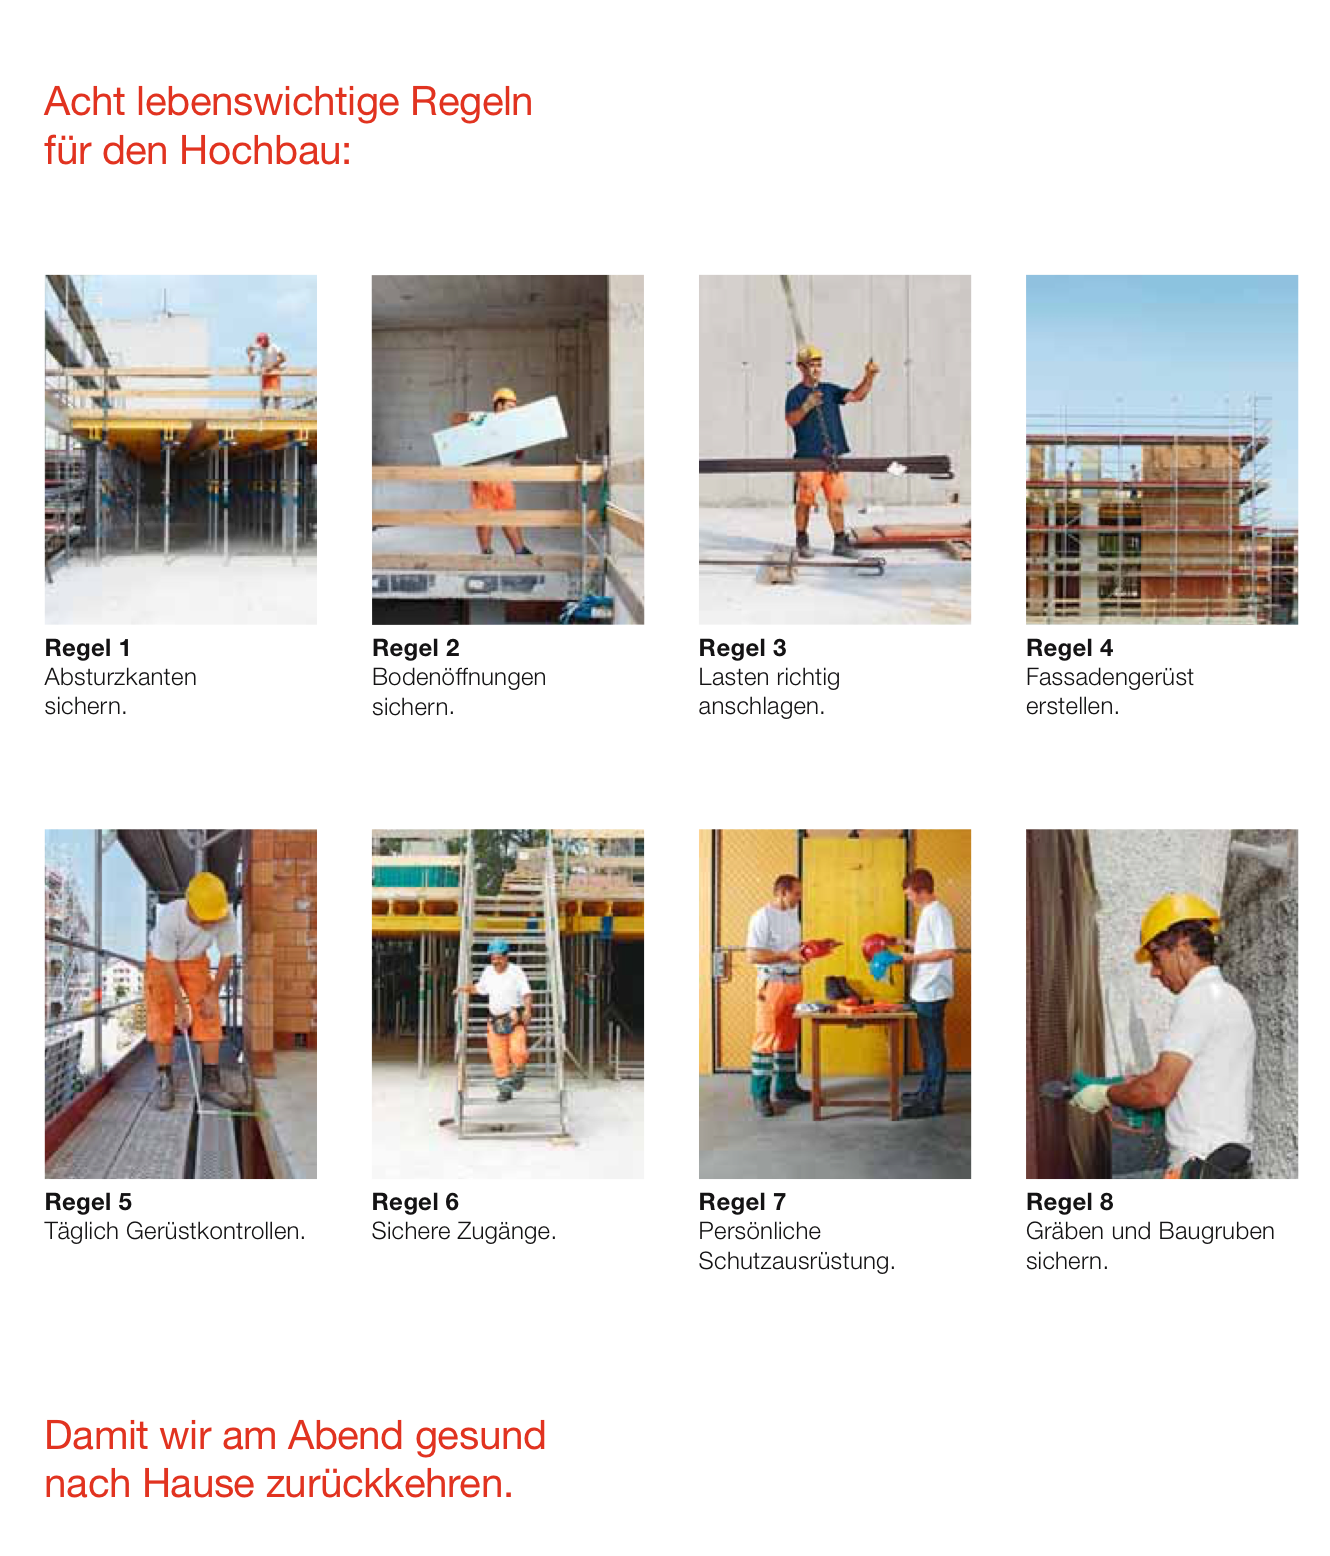 Acht lebenswichtige Regeln
für den Hochbau:
Regel 1
Absturzkanten
sichern.
Regel 2
Bodenöffnungen
sichern.
Regel 3
Lasten richtig
anschlagen.
Regel 4
Fassadengerüst
erstellen.
Regel 5
Täglich Gerüstkontrollen.
Regel 6
Sichere Zugänge.
Regel 7
Persönliche
Schutzausrüstung.
Regel 8
Gräben und Baugruben
sichern.
Damit wir am Abend gesund
nach Hause zurückkehren.